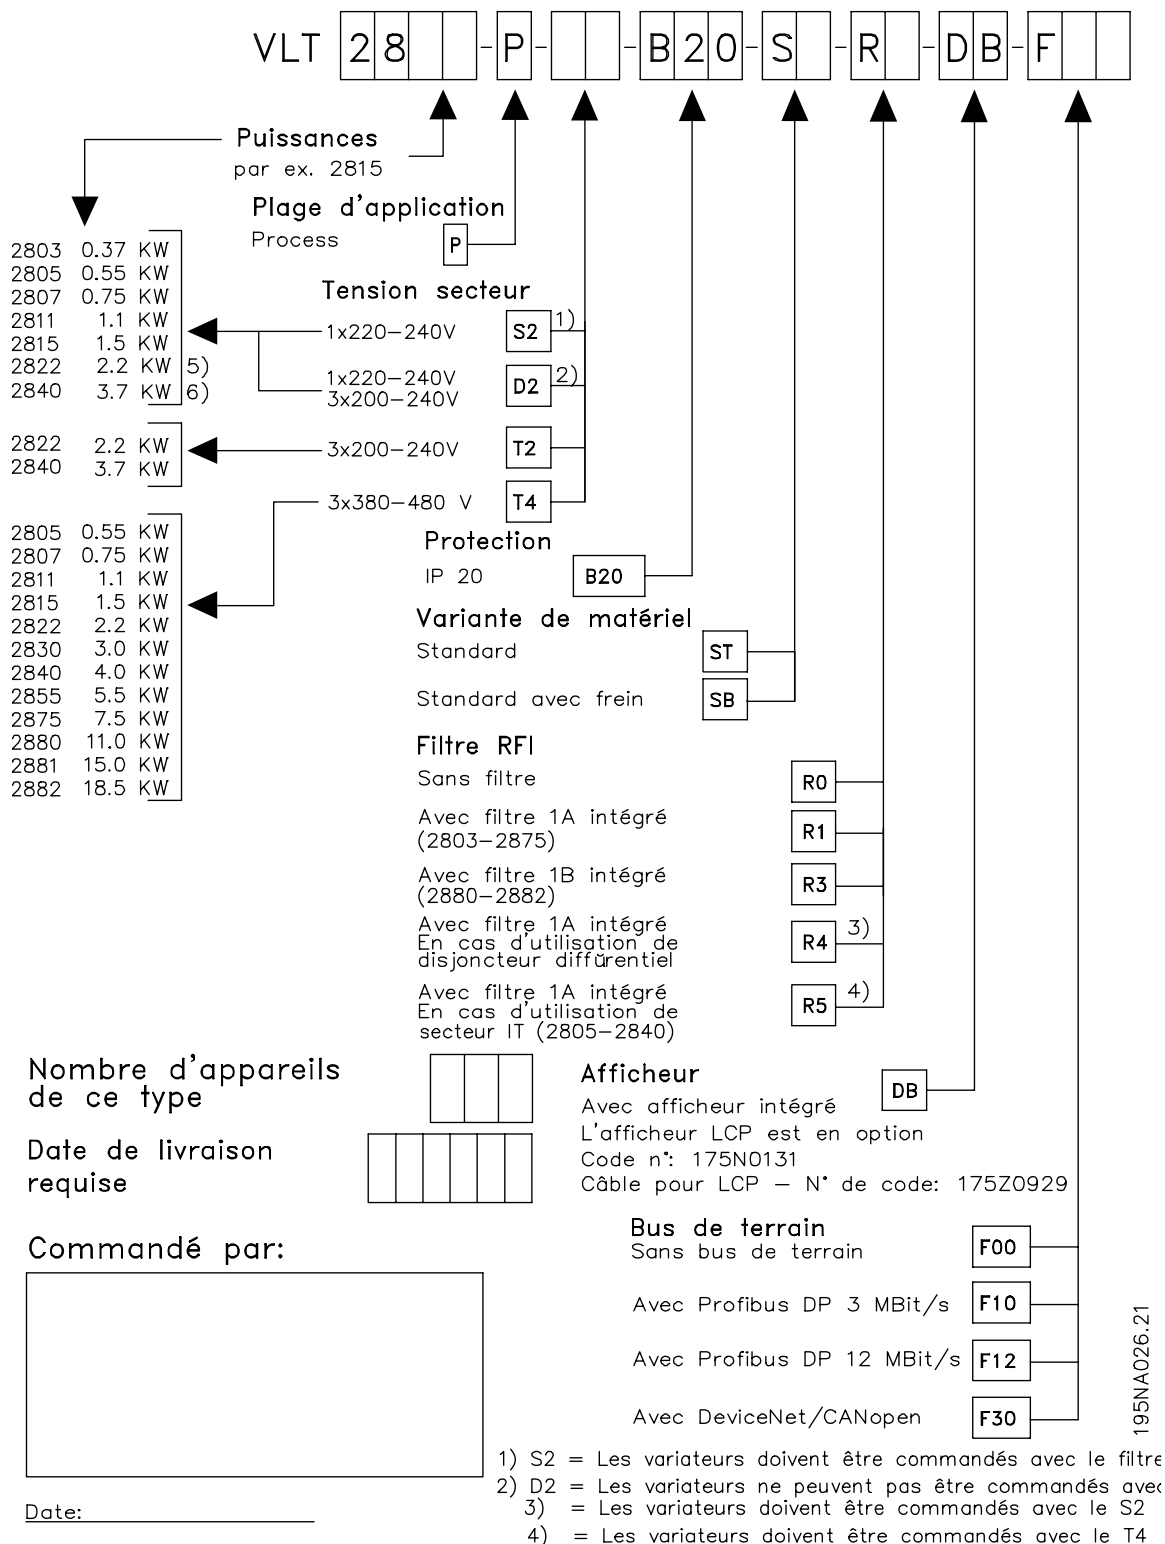 VLT 28 -P- -B20-S -R -DB-F
Puissances
par ex. 2815
Plage d'application
Process P
2803 0.37 KW
2805 0.55 KW
2807 0.75 KW
2811 1.1 KW
2815 1.5 KW
2822 2.2 KW 5)
2840 3.7 KW 6)
Tension secteur
1x220-240V S2 1)
1x220-240V
3x200-240V D2 2)
2822 2.2 KW
2840 3.7 KW
3x200-240V T2
3x380-480 V T4
2805 0.55 KW
2807 0.75 KW
2811 1.1 KW
2815 1.5 KW
2822 2.2 KW
2830 3.0 KW
2840 4.0 KW
2855 5.5 KW
2875 7.5 KW
2880 11.0 KW
2881 15.0 KW
2882 18.5 KW
Protection
IP 20 B20
Variante de matériel
Standard ST
Standard avec frein SB
Filtre RFI
Sans filtre R0
Avec filtre 1A intégré
(2803-2875) R1
Avec filtre 1B intégré
(2880-2882) R3
Avec filtre 1A intégré
En cas d'utilisation de
disjoncteur diffŭrentiel R4 3)
Avec filtre 1A intégré
En cas d'utilisation de
secteur IT (2805-2840) R5 4)
Nombre d'appareils
de ce type
Date de livraison
requise
Commandé par:
Date:
Afficheur
Avec afficheur intégré DB
L'afficheur LCP est en option
Code n°: 175N0131
Câble pour LCP – N° de code: 175Z0929
Bus de terrain
Sans bus de terrain F00
Avec Profibus DP 3 MBit/s F10
Avec Profibus DP 12 MBit/s F12
Avec DeviceNet/CANopen F30
195NA026.21
1) S2 = Les variateurs doivent être commandés avec le filtre
2) D2 = Les variateurs ne peuvent pas être commandés avec
3) = Les variateurs doivent être commandés avec le S2
4) = Les variateurs doivent être commandés avec le T4